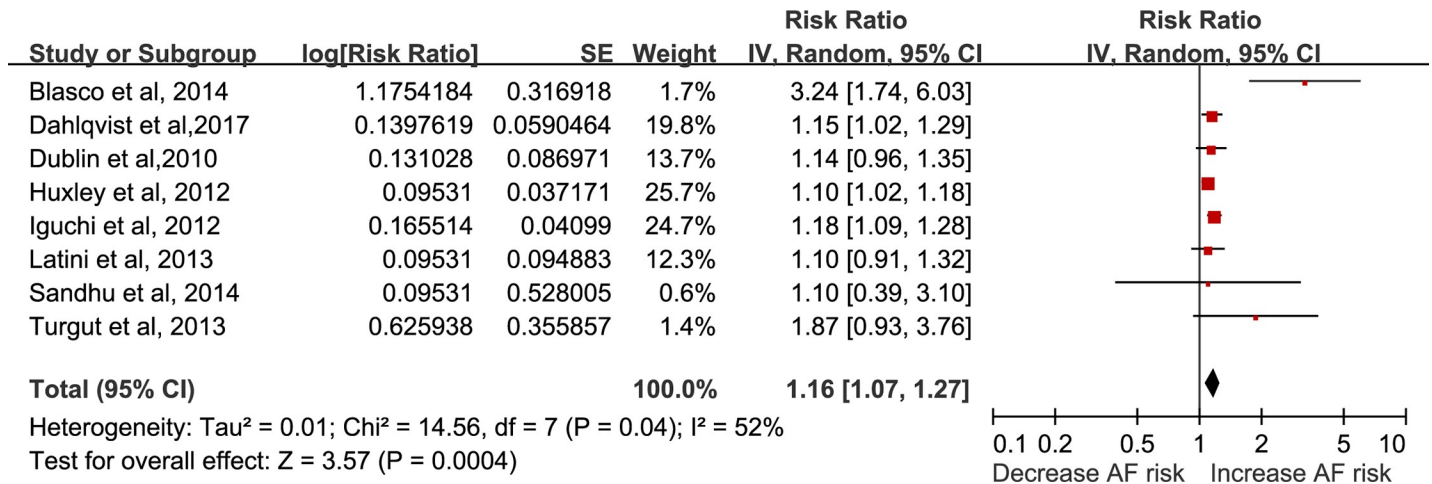 Risk Ratio Risk Ratio
Study or Subgroup log[Risk Ratio] SE Weight IV, Random, 95% CI IV, Random, 95% CI
Blasco et al, 2014 1.1754184 0.316918 1.7% 3.24 [1.74, 6.03]
Dahlqvist et al,2017 0.1397619 0.0590464 19.8% 1.15 [1.02, 1.29]
Dublin et al,2010 0.131028 0.086971 13.7% 1.14 [0.96, 1.35]
Huxley et al, 2012 0.09531 0.037171 25.7% 1.10 [1.02, 1.18]
Iguchi et al, 2012 0.165514 0.04099 24.7% 1.18 [1.09, 1.28]
Latini et al, 2013 0.09531 0.094883 12.3% 1.10 [0.91, 1.32]
Sandhu et al, 2014 0.09531 0.528005 0.6% 1.10 [0.39, 3.10]
Turgut et al, 2013 0.625938 0.355857 1.4% 1.87 [0.93, 3.76]
Total (95% CI) 100.0% 1.16 [1.07, 1.27]
Heterogeneity: Tau² = 0.01; Chi² = 14.56, df = 7 (P = 0.04); I² = 52%
Test for overall effect: Z = 3.57 (P = 0.0004)
0.1 0.2 0.5 1 2 5 10
Decrease AF risk Increase AF risk